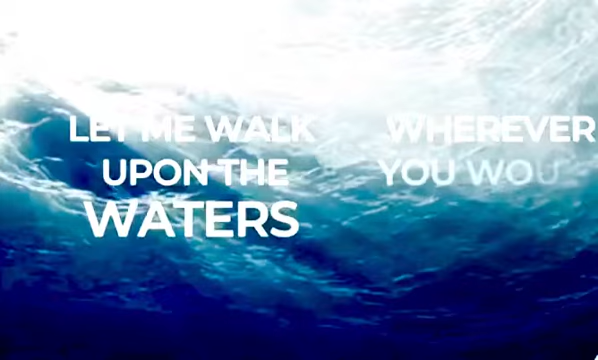 LET ME WALK
UPON THE
WATERS
WHEREVER
YOU WOU